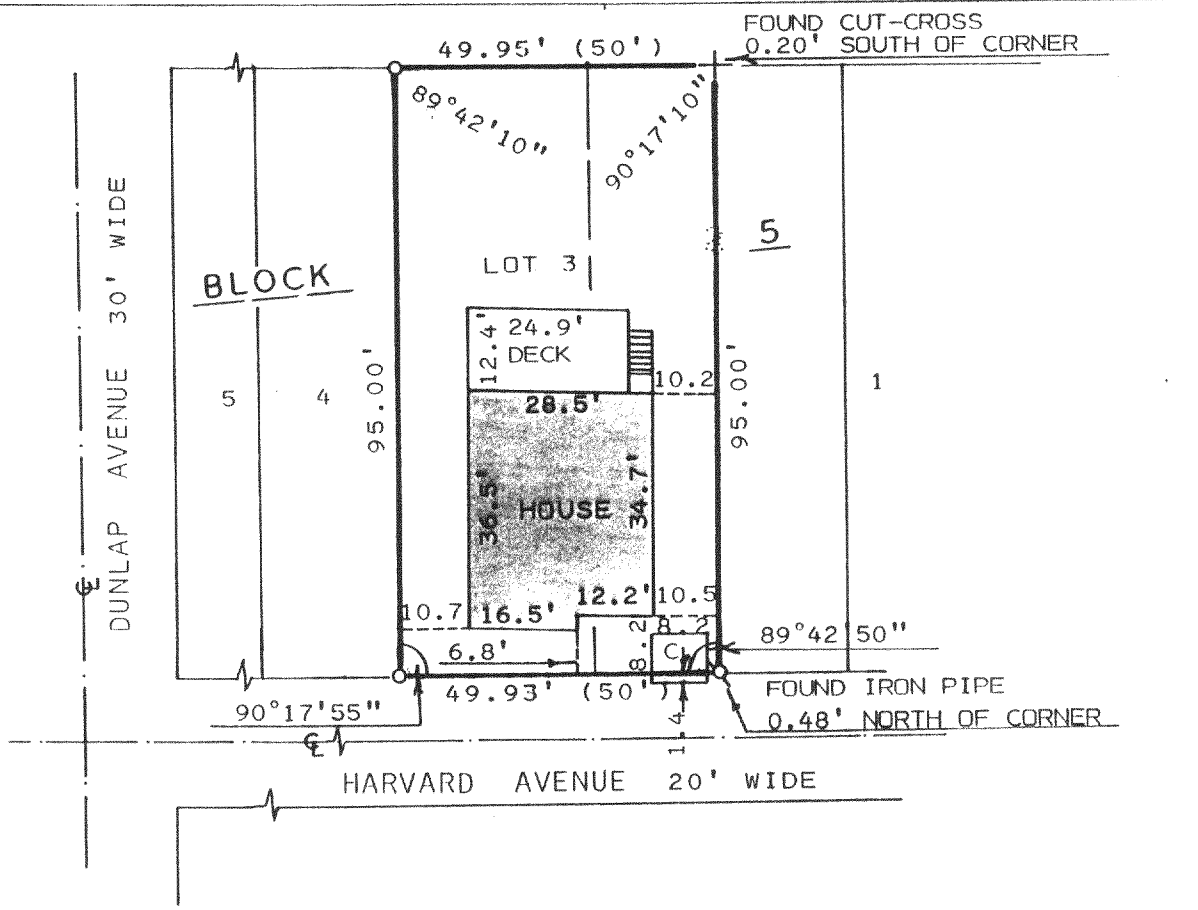 FOUND CUT-CROSS
0.20' SOUTH OF CORNER
49.95' (50')
89°42'10"
90°17'10"
DUNLAP AVENUE 30' WIDE
BLOCK
5
LOT 3
12.4'
24.9'
DECK
95.00'
95.00'
10.2
5
4
1
28.5'
36.5'
HOUSE
34.7'
12.2'
10.5
10.7
16.5'
8.2
8.2
6.8'
C
89°42'50"
49.93' (50')
FOUND IRON PIPE
0.48' NORTH OF CORNER
90°17'55"
1.4
HARVARD AVENUE 20' WIDE